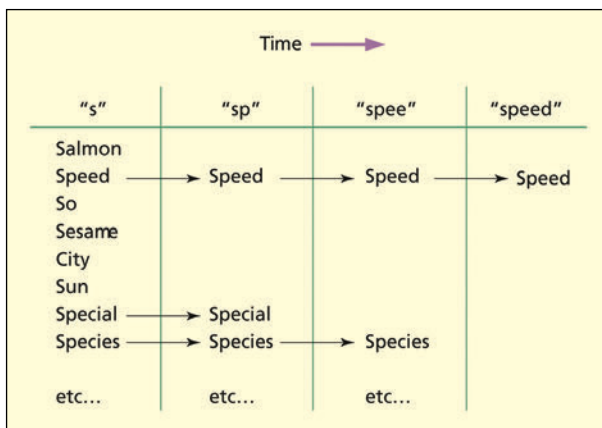 Time
“s” “sp” “spee” “speed”
Salmon
Speed Speed Speed Speed
So
Sesame
City
Sun
Special Special
Species Species Species
etc... etc... etc...